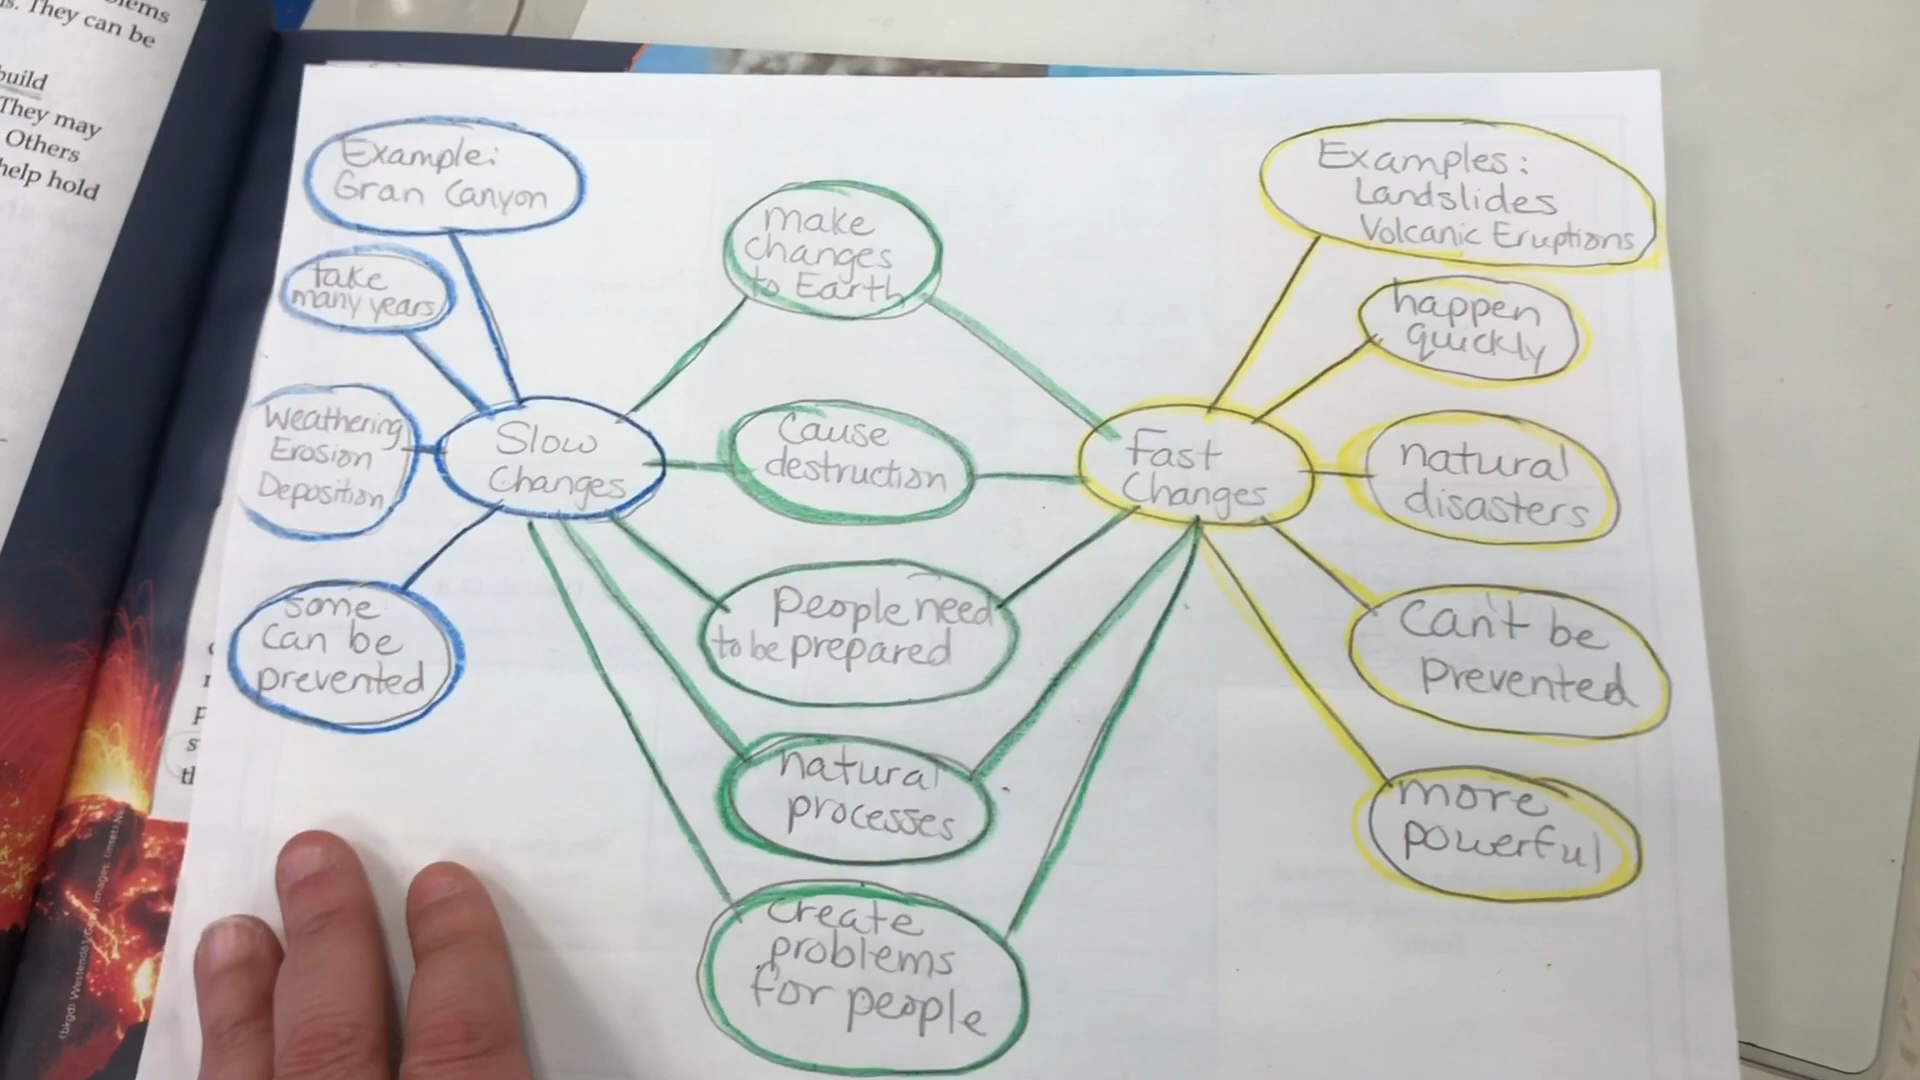 lems
s. They can be
build
They may
Others
help hold
Example:
Gran Canyon
take
many years
Weathering
Erosion
Deposition
some
can be
prevented
Slow
Changes
make
changes
to Earth
Cause
destruction
People need
to be prepared
natural
processes
create
problems
for people
Fast
Changes
Examples:
Landslides
Volcanic Eruptions
happen
quickly
natural
disasters
Can't be
Prevented
more
powerful